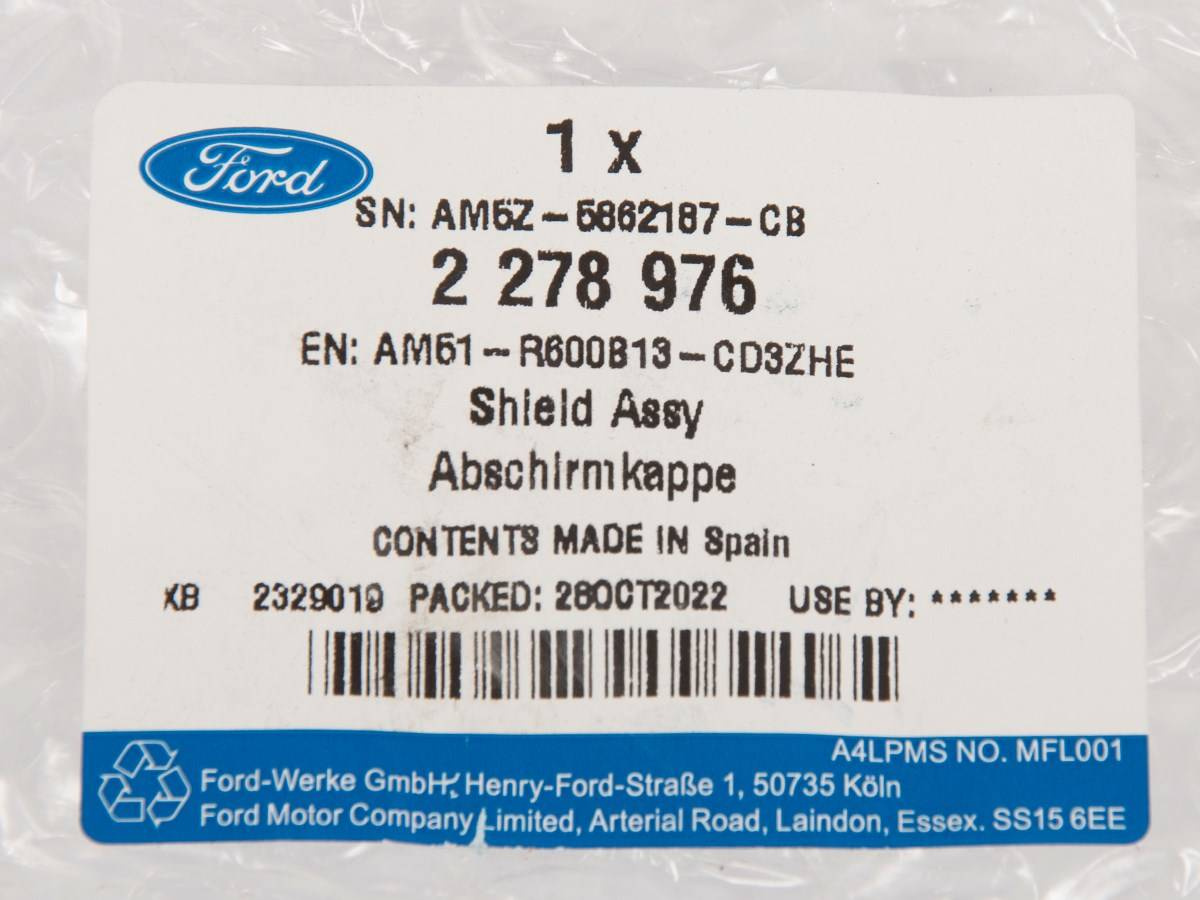 Ford
1 x
SN: AM5Z-5862187-CB
2 278 976
EN: AM51-R600B13-CD3ZHE
Shield Assy
Abschirmkappe
CONTENTS MADE IN Spain
KB 2329019 PACKED: 28OCT2022 USE BY: *******
A4LPMS NO. MFL001
Ford-Werke GmbH, Henry-Ford-Straße 1, 50735 Köln
Ford Motor Company Limited, Arterial Road, Laindon, Essex. SS15 6EE